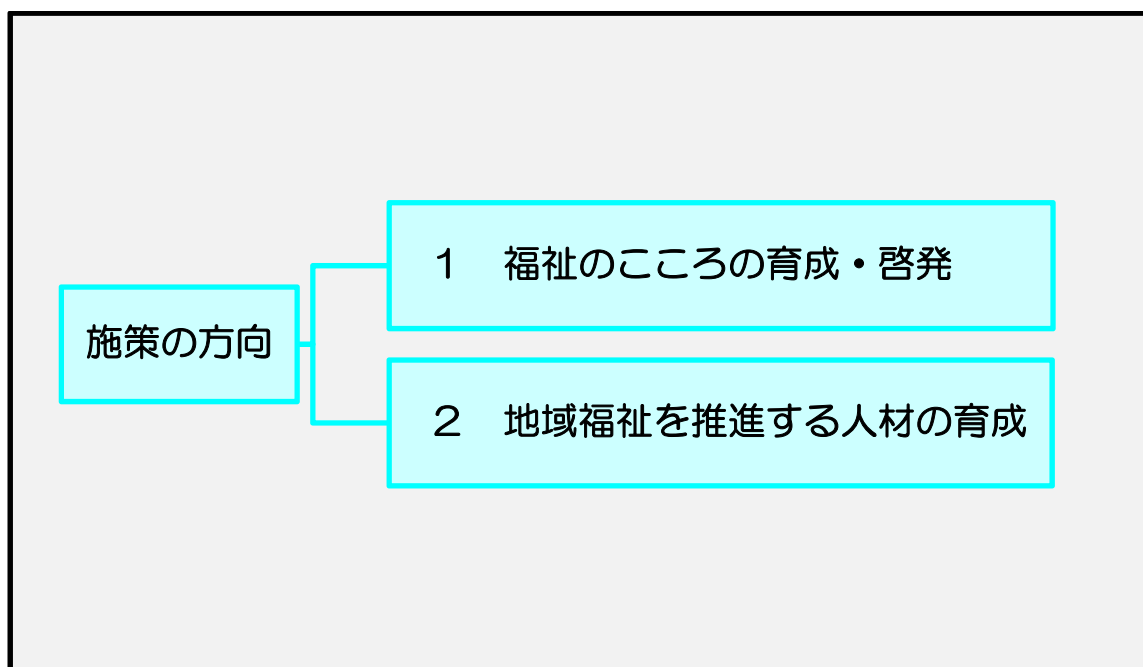 施策の方向
１　福祉のこころの育成・啓発
２　地域福祉を推進する人材の育成